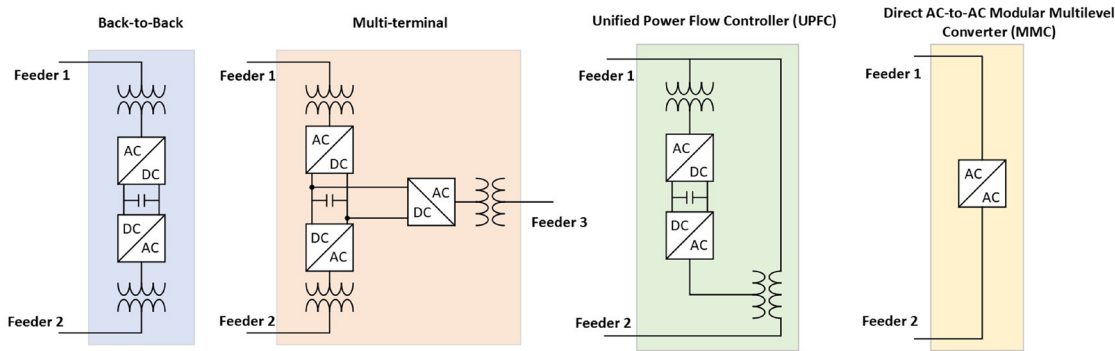 Back-to-Back
Feeder 1
AC
DC
DC
AC
Feeder 2
Multi-terminal
Feeder 1
AC
DC
AC
DC
Feeder 3
DC
AC
Feeder 2
Unified Power Flow Controller (UPFC)
Feeder 1
AC
DC
DC
AC
Feeder 2
Direct AC-to-AC Modular Multilevel
Converter (MMC)
Feeder 1
AC
AC
Feeder 2